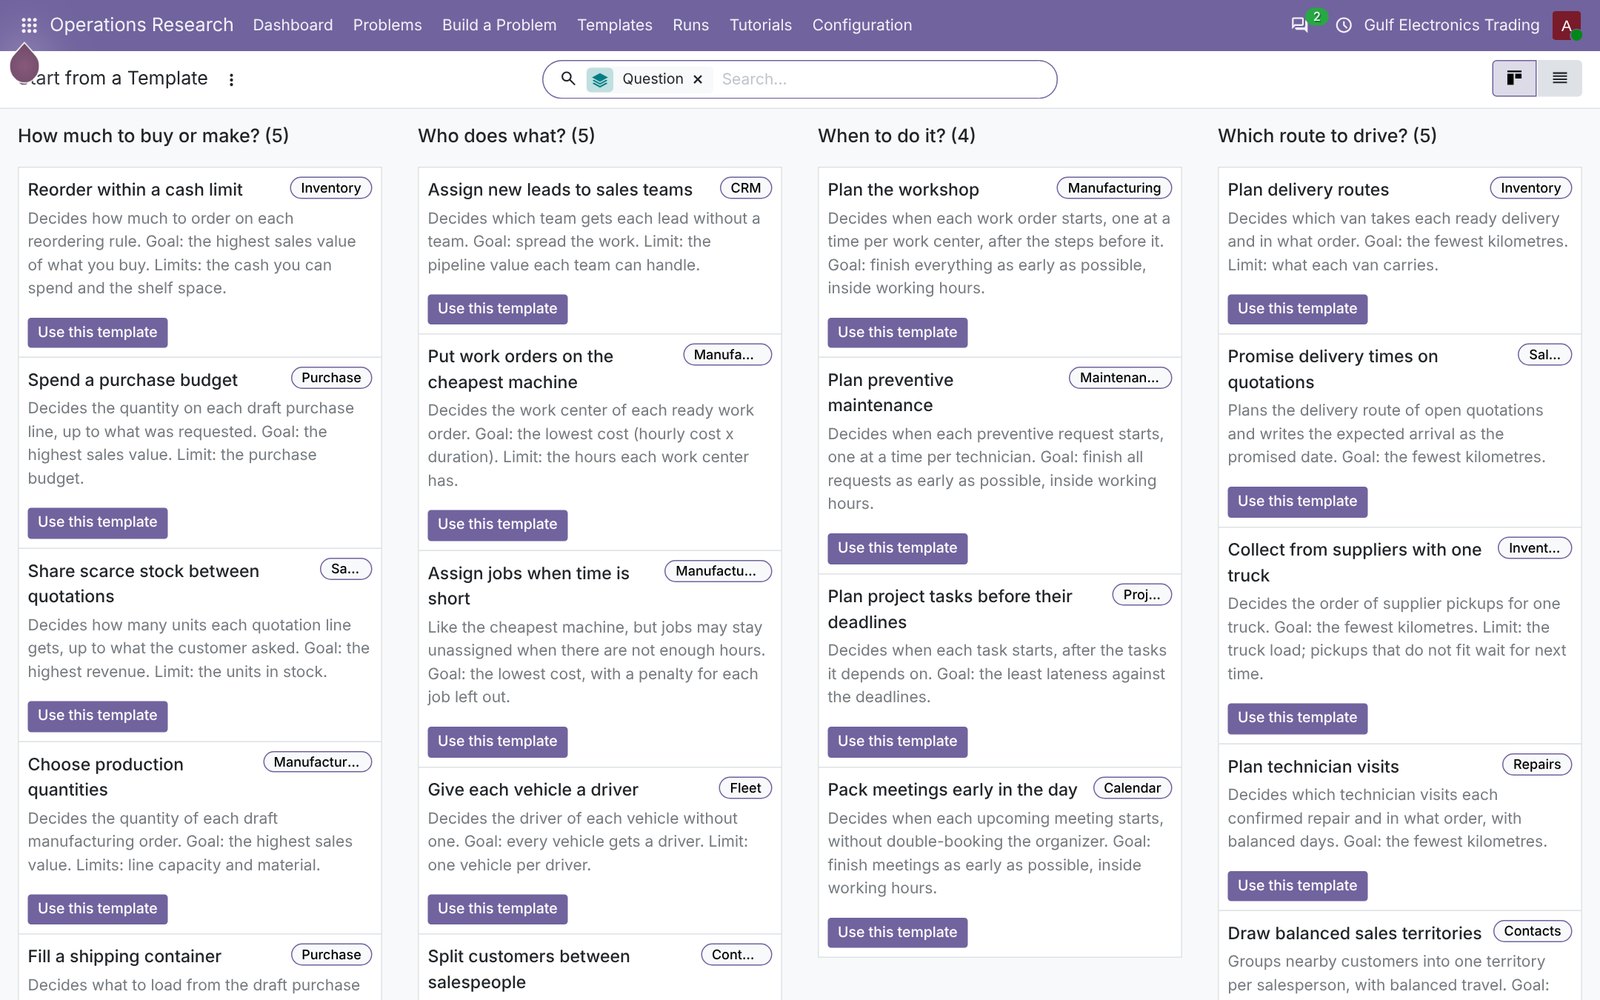 Operations Research
Dashboard
Problems
Build a Problem
Templates
Runs
Tutorials
Configuration
2
Gulf Electronics Trading
A
tart from a Template
Question
Search...
How much to buy or make? (5)
Reorder within a cash limit
Inventory
Decides how much to order on each
reordering rule. Goal: the highest sales value
of what you buy. Limits: the cash you can
spend and the shelf space.
Use this template
Spend a purchase budget
Purchase
Decides the quantity on each draft purchase
line, up to what was requested. Goal: the
highest sales value. Limit: the purchase
budget.
Use this template
Share scarce stock between
quotations
Sa...
Decides how many units each quotation line
gets, up to what the customer asked. Goal: the
highest revenue. Limit: the units in stock.
Use this template
Choose production
quantities
Manufactur...
Decides the quantity of each draft
manufacturing order. Goal: the highest sales
value. Limits: line capacity and material.
Use this template
Fill a shipping container
Purchase
Decides what to load from the draft purchase
Who does what? (5)
Assign new leads to sales teams
CRM
Decides which team gets each lead without a
team. Goal: spread the work. Limit: the
pipeline value each team can handle.
Use this template
Put work orders on the
cheapest machine
Manufa...
Decides the work center of each ready work
order. Goal: the lowest cost (hourly cost x
duration). Limit: the hours each work center
has.
Use this template
Assign jobs when time is
short
Manufactu...
Like the cheapest machine, but jobs may stay
unassigned when there are not enough hours.
Goal: the lowest cost, with a penalty for each
job left out.
Use this template
Give each vehicle a driver
Fleet
Decides the driver of each vehicle without
one. Goal: every vehicle gets a driver. Limit:
one vehicle per driver.
Use this template
Split customers between
salespeople
Cont...
When to do it? (4)
Plan the workshop
Manufacturing
Decides when each work order starts, one at a
time per work center, after the steps before it.
Goal: finish everything as early as possible,
inside working hours.
Use this template
Plan preventive
maintenance
Maintenan...
Decides when each preventive request starts,
one at a time per technician. Goal: finish all
requests as early as possible, inside working
hours.
Use this template
Plan project tasks before their
deadlines
Proj...
Decides when each task starts, after the tasks
it depends on. Goal: the least lateness against
the deadlines.
Use this template
Pack meetings early in the day
Calendar
Decides when each upcoming meeting starts,
without double-booking the organizer. Goal:
finish meetings as early as possible, inside
working hours.
Use this template
Which route to drive? (5)
Plan delivery routes
Inventory
Decides which van takes each ready delivery
and in what order. Goal: the fewest kilometres.
Limit: what each van carries.
Use this template
Promise delivery times on
quotations
Sal...
Plans the delivery route of open quotations
and writes the expected arrival as the
promised date. Goal: the fewest kilometres.
Use this template
Collect from suppliers with one
truck
Invent...
Decides the order of supplier pickups for one
truck. Goal: the fewest kilometres. Limit: the
truck load; pickups that do not fit wait for next
time.
Use this template
Plan technician visits
Repairs
Decides which technician visits each
confirmed repair and in what order, with
balanced days. Goal: the fewest kilometres.
Use this template
Draw balanced sales territories
Contacts
Groups nearby customers into one territory
per salesperson, with balanced travel. Goal: